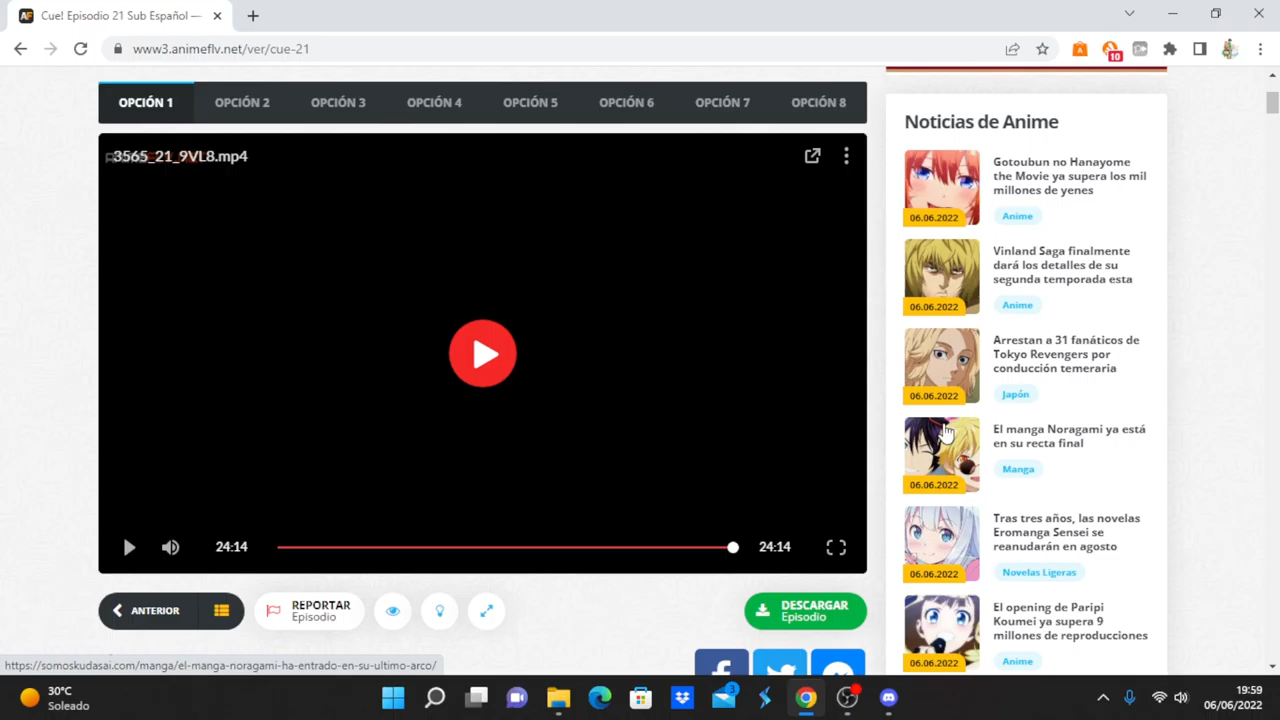 Cue! Episodio 21 Sub Español —
www3.animeflv.net/ver/cue-21
10
OPCIÓN 1
OPCIÓN 2
OPCIÓN 3
OPCIÓN 4
OPCIÓN 5
OPCIÓN 6
OPCIÓN 7
OPCIÓN 8
3565_21_9VL8.mp4
24:14
24:14
ANTERIOR
REPORTAR
Episodio
DESCARGAR
Episodio
Noticias de Anime
Gotoubun no Hanayome
the Movie ya supera los mil
millones de yenes
06.06.2022
Anime
Vinland Saga finalmente
dará los detalles de su
segunda temporada esta
06.06.2022
Anime
Arrestan a 31 fanáticos de
Tokyo Revengers por
conducción temeraria
06.06.2022
Japón
El manga Noragami ya está
en su recta final
06.06.2022
Manga
Tras tres años, las novelas
Eromanga Sensei se
reanudarán en agosto
06.06.2022
Novelas Ligeras
El opening de Paripi
Koumei ya supera 9
millones de reproducciones
06.06.2022
Anime
https://somoskudasai.com/manga/el-manga-noragami-ha-entrado-en-su-ultimo-arco/
30°C
Soleado
3
19:59
06/06/2022